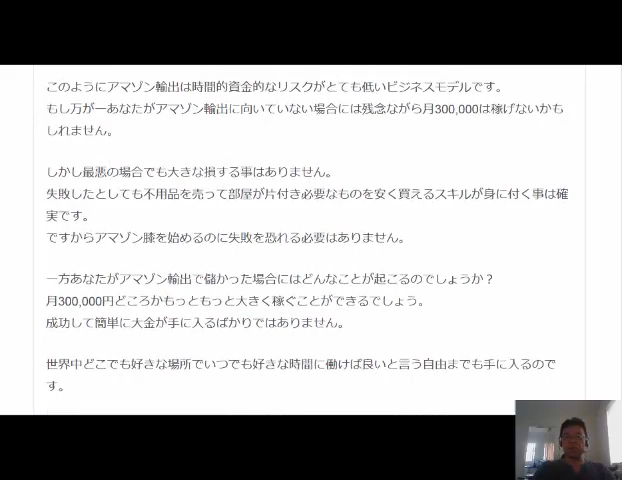 このようにアマゾン輸出は時間的資金的なリスクがとても低いビジネスモデルです。
もし万が一あなたがアマゾン輸出に向いていない場合には残念ながら月300,000は稼げないかも
しれません。
しかし最悪の場合でも大きな損する事はありません。
失敗したとしても不用品を売って部屋が片付き必要なものを安く買えるスキルが身に付く事は確
実です。
ですからアマゾン膝を始めるのに失敗を恐れる必要はありません。
一方あなたがアマゾン輸出で儲かった場合にはどんなことが起こるのでしょうか？
月300,000円どころかもっともっと大きく稼ぐことができるでしょう。
成功して簡単に大金が手に入るばかりではありません。
世界中どこでも好きな場所でいつでも好きな時間に働けば良いと言う自由までも手に入るので
す。